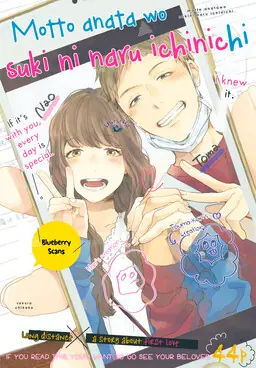 Motto anata wo
suki ni naru ichinichi
I knew
it.
If it's
with you,
every
day is
special.
Nao
Toma
Blueberry
Scans
Long distance × a story about first love
IF YOU READ THIS, YOU'LL WANT TO GO SEE YOUR BELOVED
44p